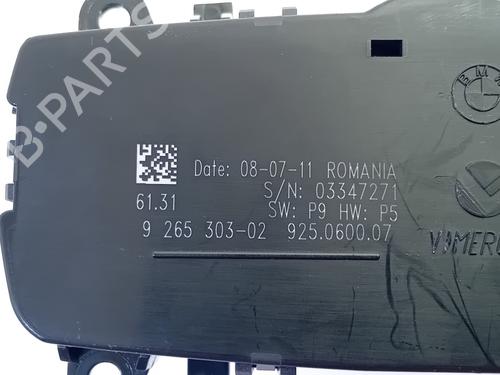 BMW
Date: 08-07-11 ROMANIA
S/N: 03347271
61.31
SW: P9 HW: P5
9 265 303-02 925.0600.07
B-PARTS